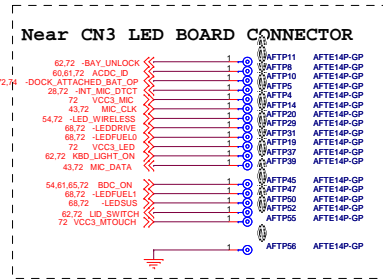 Near CN3 LED BOARD CONNECTOR
62,72 -BAY_UNLOCK 1 AFTP11 AFTE14P-GP
60,61,72 ACDC_ID 1 AFTP8 AFTE14P-GP
-DOCK_ATTACHED_BAT_OP 1 AFTP10 AFTE14P-GP
28,72 -INT_MIC_DTCT 1 AFTP5 AFTE14P-GP
72 VCC3_MIC 1 AFTP4 AFTE14P-GP
43,72 MIC_CLK 1 AFTP14 AFTE14P-GP
54,72 -LED_WIRELESS 1 AFTP20 AFTE14P-GP
68,72 -LEDDRIVE 1 AFTP29 AFTE14P-GP
68,72 -LEDFUEL0 1 AFTP31 AFTE14P-GP
72 VCC3_LED 1 AFTP19 AFTE14P-GP
62,72 KBD_LIGHT_ON 1 AFTP37 AFTE14P-GP
43,72 MIC_DATA 1 AFTP39 AFTE14P-GP
54,61,65,72 BDC_ON 1 AFTP45 AFTE14P-GP
68,72 -LEDFUEL1 1 AFTP47 AFTE14P-GP
68,72 -LEDSUS 1 AFTP50 AFTE14P-GP
62,72 LID_SWITCH 1 AFTP52 AFTE14P-GP
72 VCC3_MTOUCH 1 AFTP55 AFTE14P-GP
1 AFTP56 AFTE14P-GP